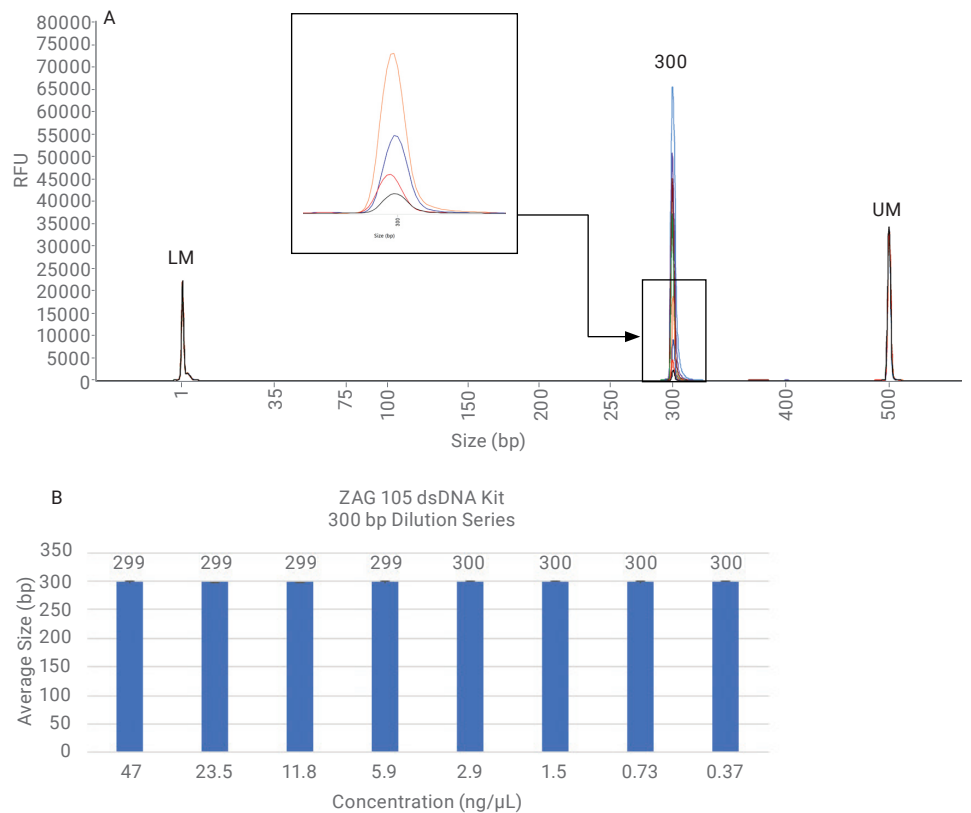 A
80000
75000
70000
65000
60000
55000
50000
45000
40000
35000
30000
25000
20000
15000
10000
5000
0
RFU
LM
300
UM
300
Size (bp)
1
35
75
100
150
200
250
300
400
500
Size (bp)
B
ZAG 105 dsDNA Kit
300 bp Dilution Series
350
300
250
200
150
100
50
0
Average Size (bp)
299 299 299 299 300 300 300 300
47 23.5 11.8 5.9 2.9 1.5 0.73 0.37
Concentration (ng/µL)